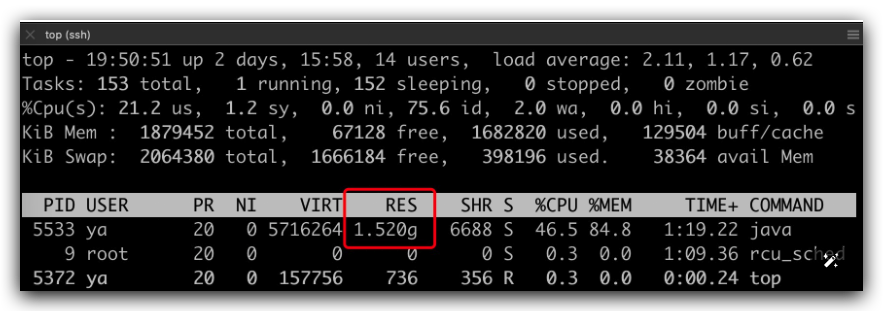 top (ssh)
top - 19:50:51 up 2 days, 15:58, 14 users,  load average: 2.11, 1.17, 0.62
Tasks: 153 total,   1 running, 152 sleeping,   0 stopped,   0 zombie
%Cpu(s): 21.2 us,  1.2 sy,  0.0 ni, 75.6 id,  2.0 wa,  0.0 hi,  0.0 si,  0.0 s
KiB Mem :  1879452 total,    67128 free,  1682820 used,   129504 buff/cache
KiB Swap:  2064380 total,  1666184 free,   398196 used.    38364 avail Mem
PID USER      PR  NI    VIRT    RES    SHR S  %CPU %MEM     TIME+ COMMAND
5533 ya        20   0 5716264 1.520g   6688 S  46.5 84.8   1:19.22 java
9 root      20   0       0      0      0 S   0.3  0.0   1:09.36 rcu_sched
5372 ya        20   0  157756    736    356 R   0.3  0.0   0:00.24 top